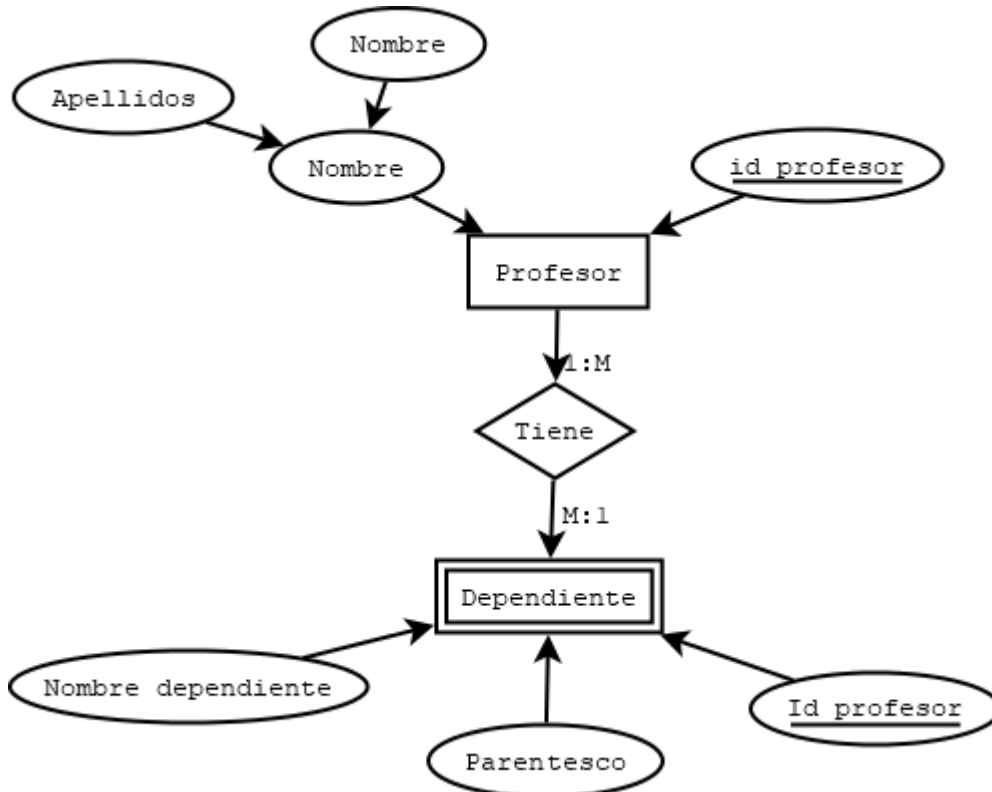 Nombre
Apellidos
Nombre
id profesor
Profesor
1:M
Tiene
M:1
Dependiente
Nombre dependiente
Id profesor
Parentesco